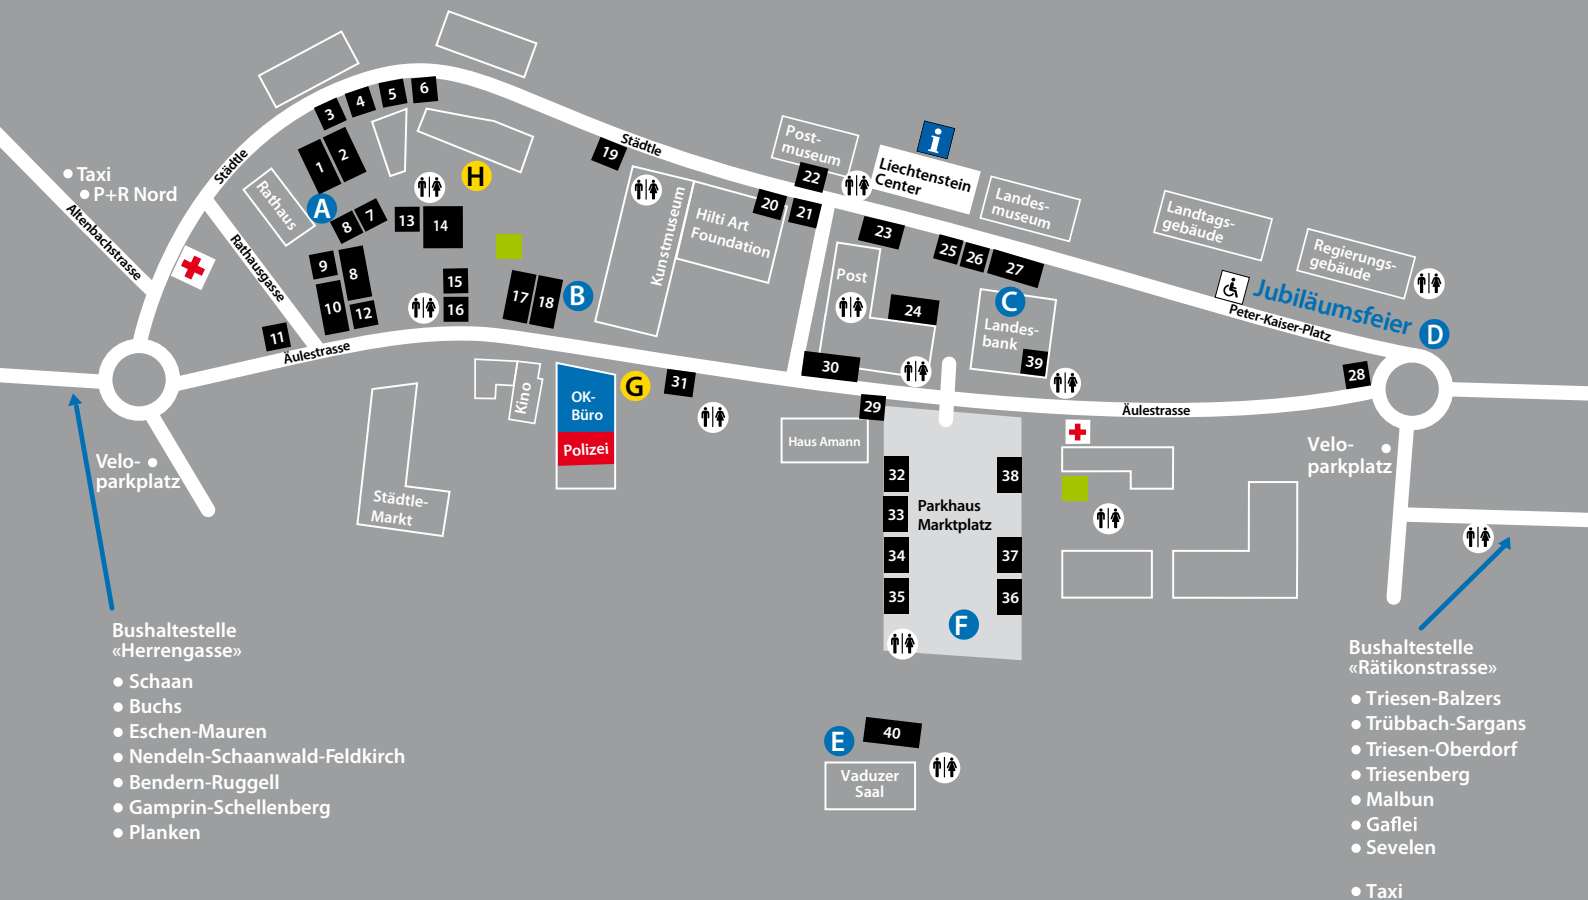 Taxi
P+R Nord
Altenbachstrasse
Städtle
Rathausgasse
Rathaus
A
1
2
3
4
5
6
7
8
9
8
10
11
12
13
14
15
16
17
18
B
H
19
Städtle
Kunstmuseum
Hilti Art
Foundation
20
21
22
Post-
museum
i
Liechtenstein
Center
Landes-
museum
23
25
26
27
Post
24
C
Landes-
bank
39
30
Landtags-
gebäude
Regierungs-
gebäude
Jubiläumsfeier
D
Peter-Kaiser-Platz
28
Äulestrasse
Äulestrasse
Kino
OK-
Büro
Polizei
G
31
29
Haus Amann
Städtle-
Markt
Velo-
parkplatz
Velo-
parkplatz
32
33
34
35
38
37
36
Parkhaus
Marktplatz
F
E
40
Vaduzer
Saal
Bushaltestelle
«Herrengasse»
Schaan
Buchs
Eschen-Mauren
Nendeln-Schaanwald-Feldkirch
Bendern-Ruggell
Gamprin-Schellenberg
Planken
Bushaltestelle
«Rätikonstrasse»
Triesen-Balzers
Trübbach-Sargans
Triesen-Oberdorf
Triesenberg
Malbun
Gaflei
Sevelen
Taxi